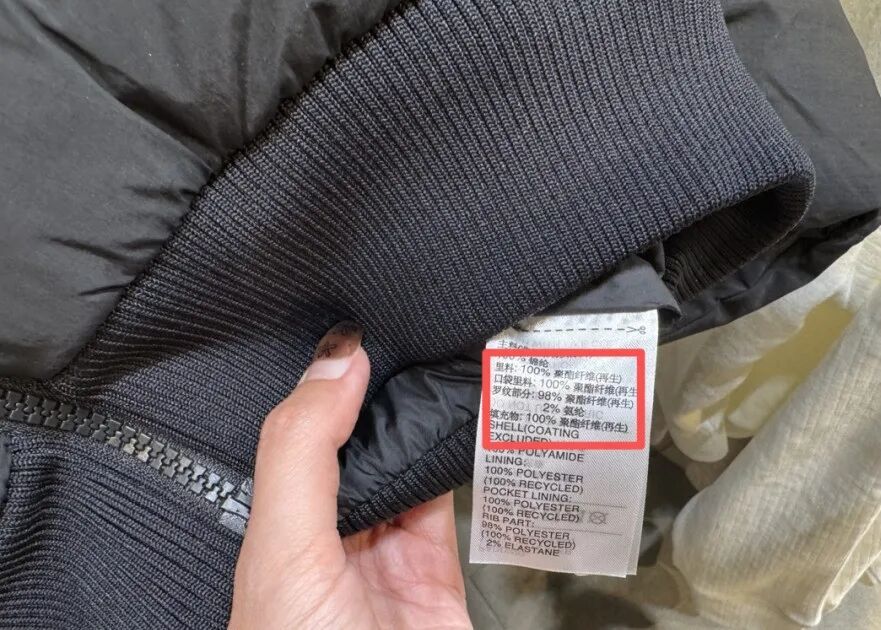 100% 锦纶
里料: 100% 聚酯纤维(再生)
口袋里料: 100% 聚酯纤维(再生)
罗纹部分: 98% 聚酯纤维(再生)
2% 氨纶
填充物: 100% 聚酯纤维(再生)
SHELL(COATING
EXCLUDED)
100% POLYAMIDE
LINING:
100% POLYESTER
(100% RECYCLED)
POCKET LINING:
100% POLYESTER
(100% RECYCLED)
RIB PART:
98% POLYESTER
(100% RECYCLED)
2% ELASTANE